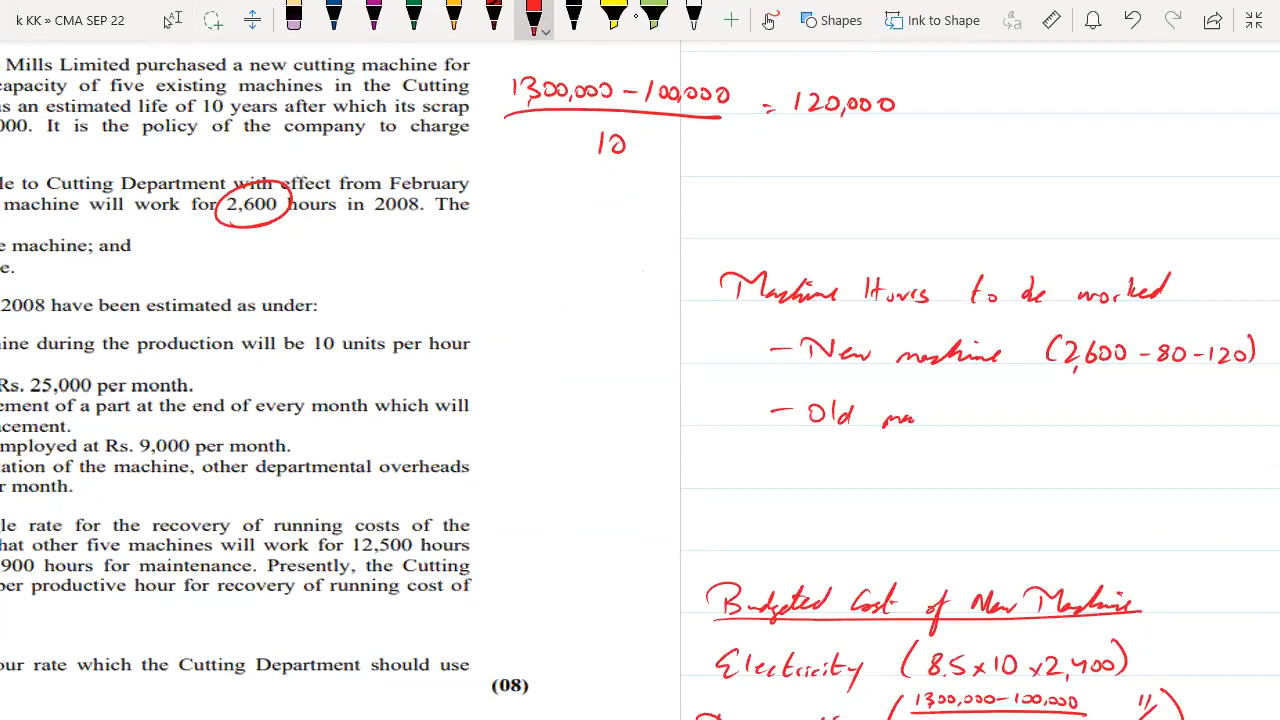 k KK » CMA SEP 22
Shapes
Ink to Shape
Mills Limited purchased a new cutting machine for
capacity of five existing machines in the Cutting
s an estimated life of 10 years after which its scrap
000. It is the policy of the company to charge
le to Cutting Department with effect from February
machine will work for 2,600 hours in 2008. The
e machine; and
e.
2008 have been estimated as under:
ine during the production will be 10 units per hour
Rs. 25,000 per month.
ement of a part at the end of every month which will
acement.
mployed at Rs. 9,000 per month.
ation of the machine, other departmental overheads
r month.
le rate for the recovery of running costs of the
hat other five machines will work for 12,500 hours
900 hours for maintenance. Presently, the Cutting
per productive hour for recovery of running cost of
our rate which the Cutting Department should use
(08)
1300,000 - 100,000
= 120,000
10
Machine Hours to be worked
- New machine (2,600 - 80 - 120)
- Old ma
Budgeted Cost of New Machine
Electricity (8.5 x 10 x 2,400)
1300,000 - 100,000
11